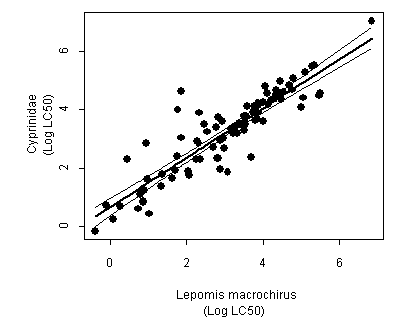 6
4
2
0
Cyprinidae
(Log LC50)
0 2 4 6
Lepomis macrochirus
(Log LC50)